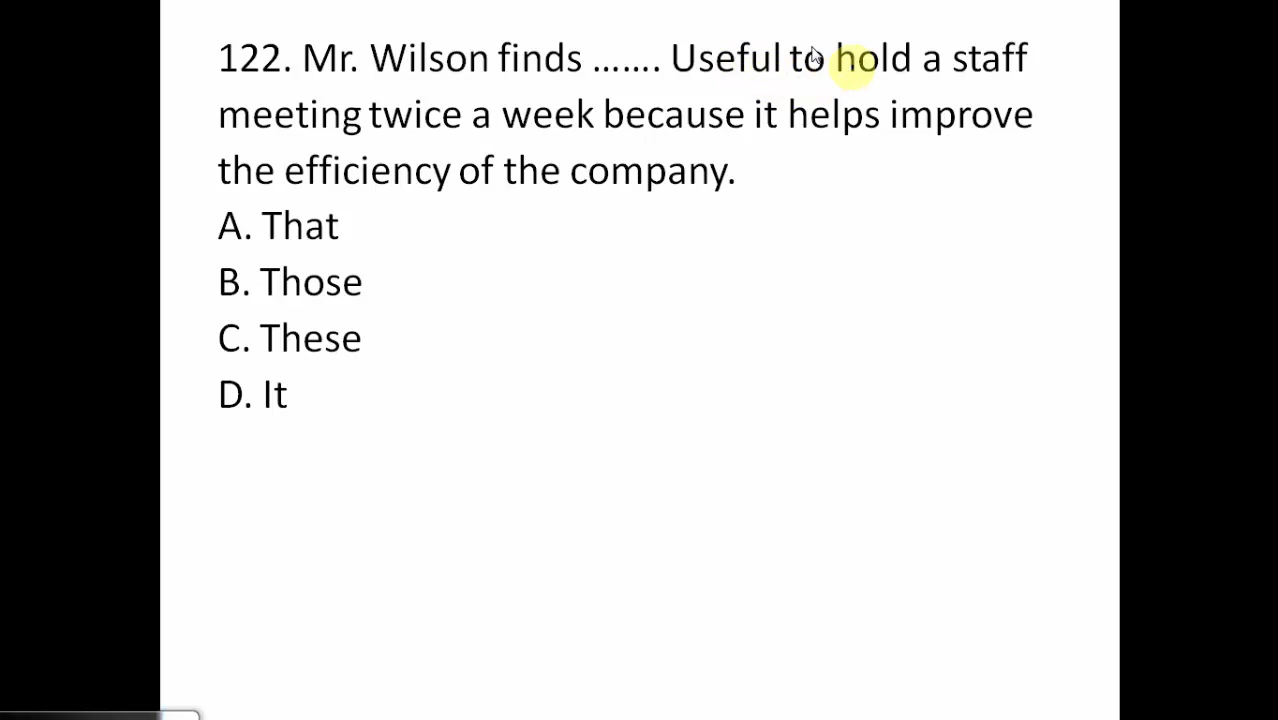 122. Mr. Wilson finds ....... Useful to hold a staff
meeting twice a week because it helps improve
the efficiency of the company.
A. That
B. Those
C. These
D. It